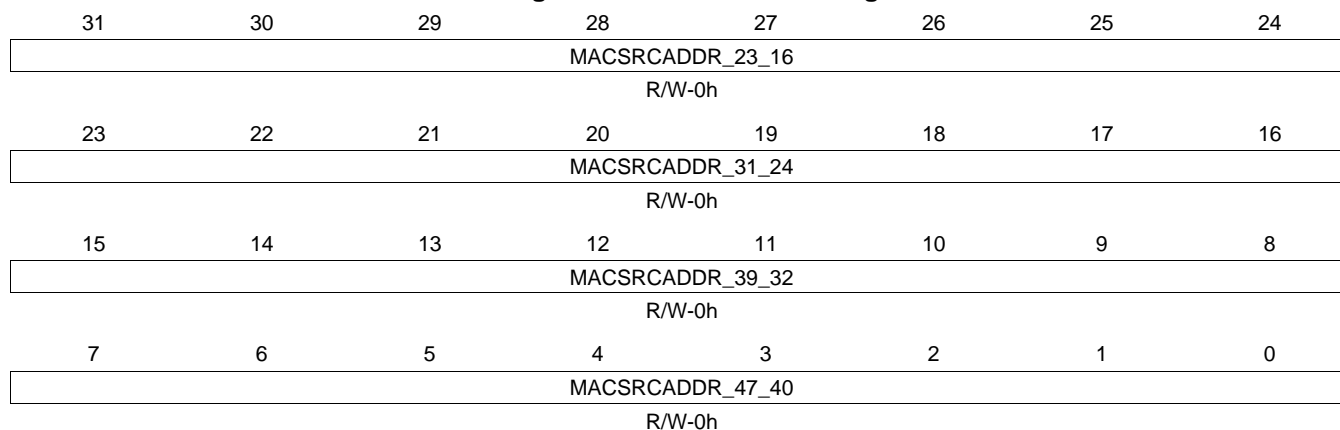 31 30 29 28 27 26 25 24
MACSRCADDR_23_16
R/W-0h
23 22 21 20 19 18 17 16
MACSRCADDR_31_24
R/W-0h
15 14 13 12 11 10 9 8
MACSRCADDR_39_32
R/W-0h
7 6 5 4 3 2 1 0
MACSRCADDR_47_40
R/W-0h